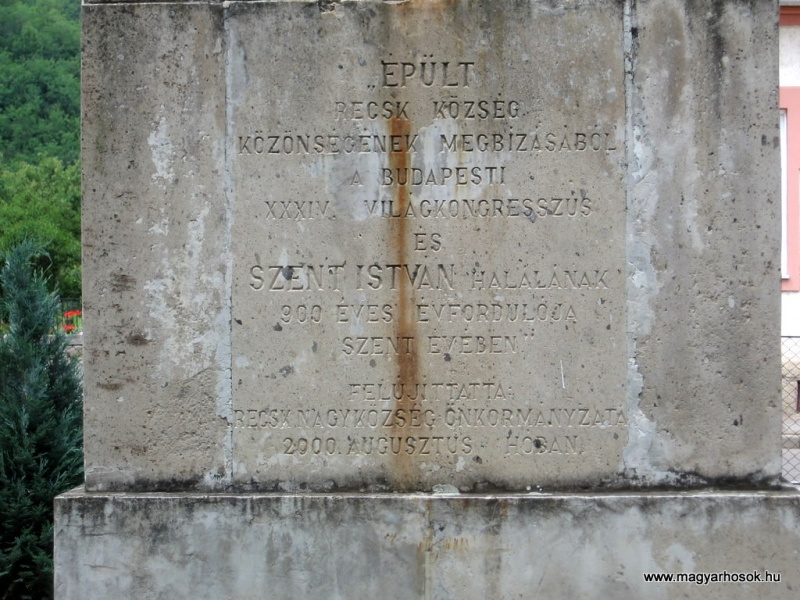 „ÉPÜLT
RECSK KÖZSÉG
KÖZÖNSÉGÉNEK MEGBÍZÁSÁBÓL
A BUDAPESTI
XXXIV. VILÁGKONGRESSZUS
ÉS
SZENT ISTVÁN HALÁLÁNAK
900 ÉVES ÉVFORDULÓJA
SZENT ÉVÉBEN"
FELÚJÍTTATTA:
RECSK.NAGYKÖZSÉG ÖNKORMÁNYZATA
2000. AUGUSZTUS HÓBAN.
www.magyarhosok.hu